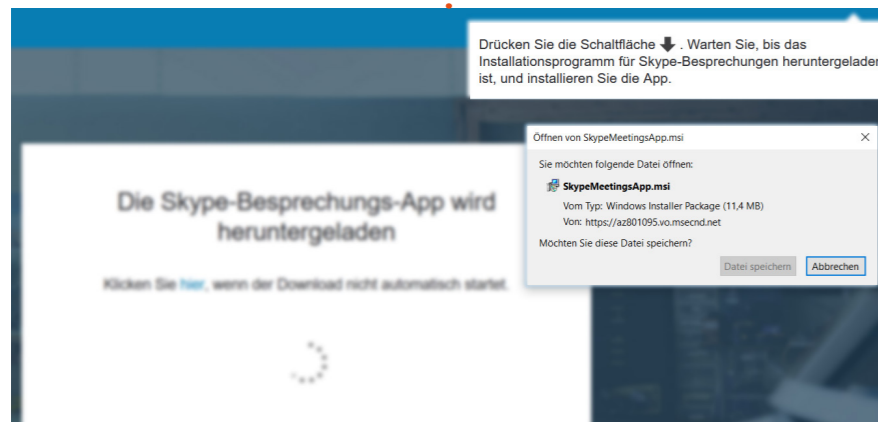 Drücken Sie die Schaltfläche . Warten Sie, bis das
Installationsprogramm für Skype-Besprechungen heruntergeladen
ist, und installieren Sie die App.
Öffnen von SkypeMeetingsApp.msi
Sie möchten folgende Datei öffnen:
SkypeMeetingsApp.msi
Vom Typ: Windows Installer Package (11,4 MB)
Von: https://az801095.vo.msecnd.net
Möchten Sie diese Datei speichern?
Datei speichern Abbrechen
Die Skype-Besprechungs-App wird
heruntergeladen
Klicken Sie hier, wenn der Download nicht automatisch startet.